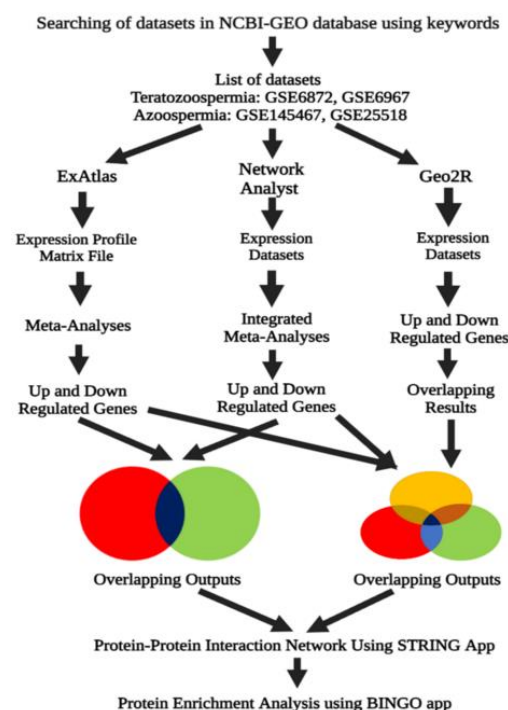 Searching of datasets in NCBI-GEO database using keywords
List of datasets
Teratozoospermia: GSE6872, GSE6967
Azoospermia: GSE145467, GSE25518
ExAtlas
Expression Profile
Matrix File
Meta-Analyses
Up and Down
Regulated Genes
Network
Analyst
Expression
Datasets
Integrated
Meta-Analyses
Up and Down
Regulated Genes
Geo2R
Expression
Datasets
Up and Down
Regulated Genes
Overlapping
Results
Overlapping Outputs
Overlapping Outputs
Protein-Protein Interaction Network Using STRING App
Protein Enrichment Analysis using BINGO app